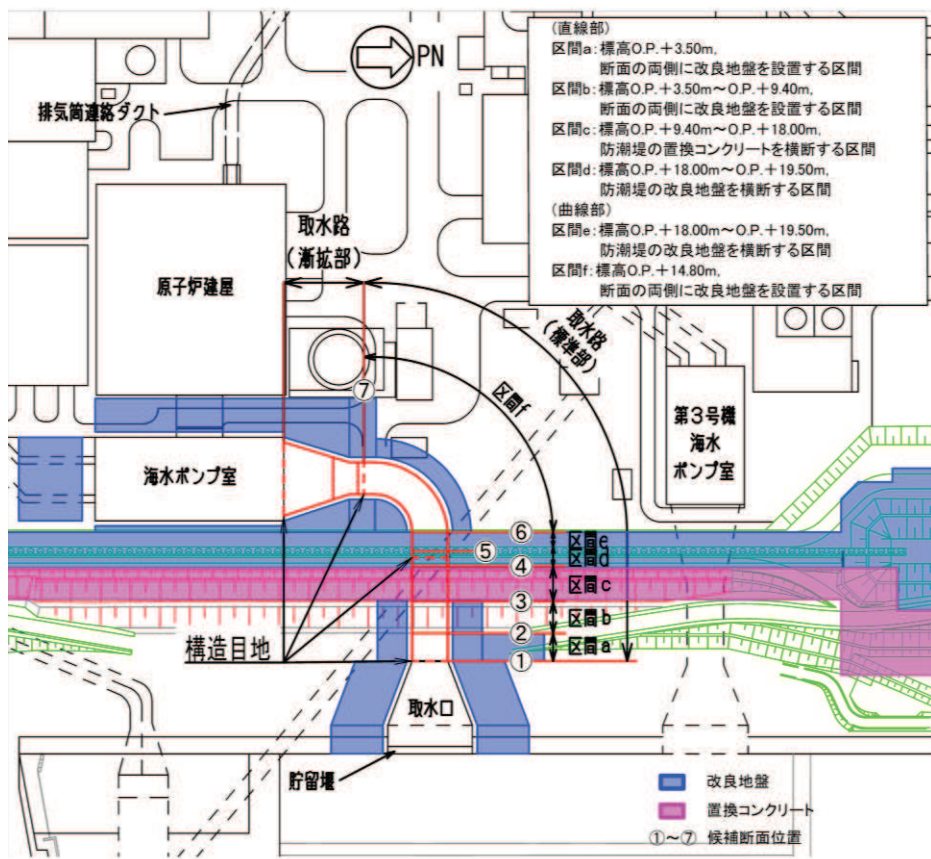 (直線部)
区間a:標高O.P.+3.50m,
断面の両側に改良地盤を設置する区間
区間b:標高O.P.+3.50m~O.P.+9.40m,
断面の両側に改良地盤を設置する区間
区間c:標高O.P.+9.40m~O.P.+18.00m,
防潮堤の置換コンクリートを横断する区間
区間d:標高O.P.+18.00m~O.P.+19.50m,
防潮堤の改良地盤を横断する区間
(曲線部)
区間e:標高O.P.+18.00m~O.P.+19.50m,
防潮堤の改良地盤を横断する区間
区間f:標高O.P.+14.80m,
断面の両側に改良地盤を設置する区間
PN
排気筒連絡ダクト
取水路
(漸拡部)
原子炉建屋
取水路
(標準部)
⑦
区間f
第3号機
海水
ポンプ室
海水ポンプ室
⑥
区間e
⑤
区間d
④
区間c
③
区間b
②
区間a
①
構造目地
取水口
貯留堰
改良地盤
置換コンクリート
①~⑦ 候補断面位置